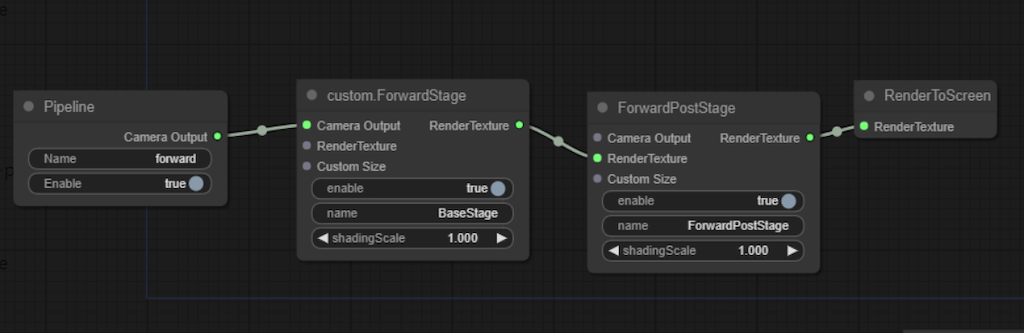 Pipeline
Camera Output
Name forward
Enable true
custom.ForwardStage
Camera Output RenderTexture
RenderTexture
Custom Size
enable true
name BaseStage
shadingScale 1.000
ForwardPostStage
Camera Output RenderTexture
RenderTexture
Custom Size
enable true
name ForwardPostStage
shadingScale 1.000
RenderToScreen
RenderTexture